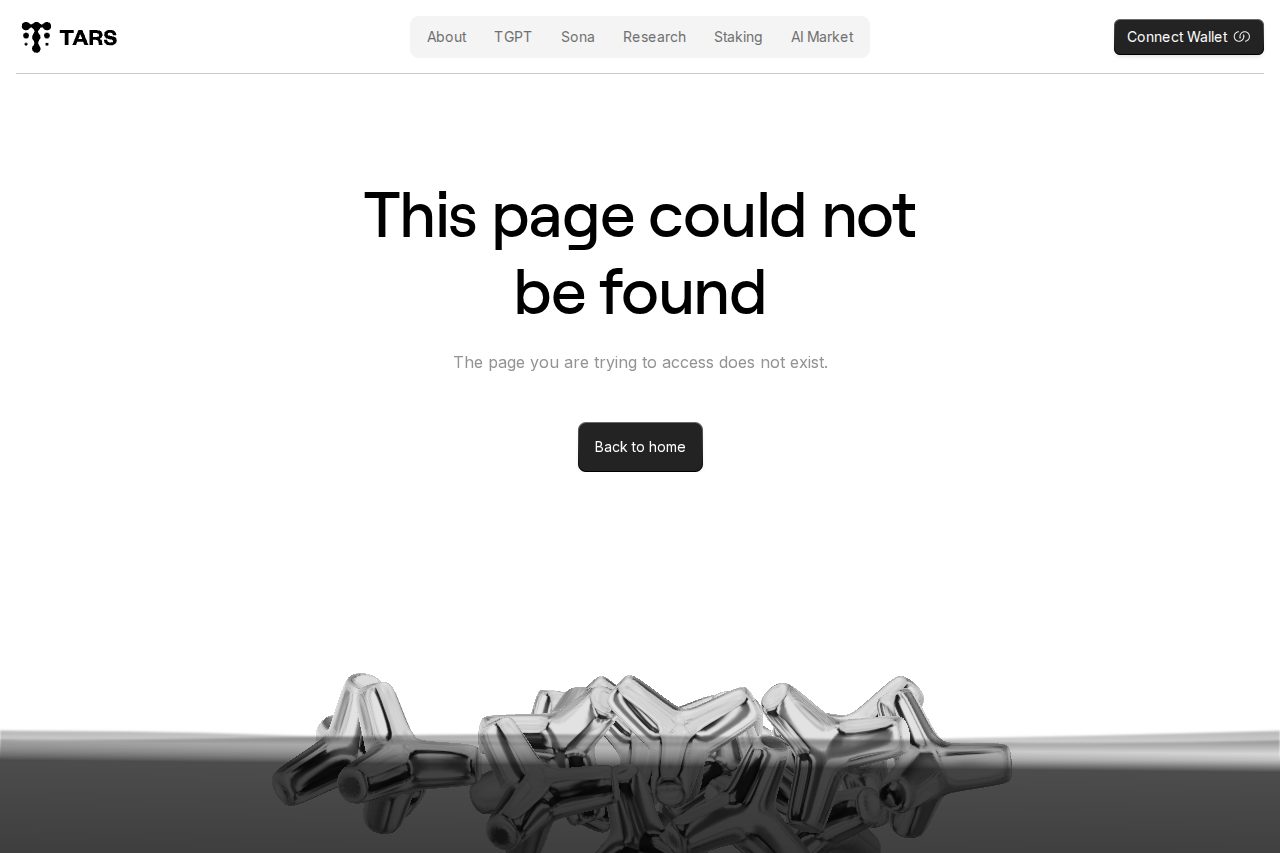 TARS
About
TGPT
Sona
Research
Staking
AI Market
Connect Wallet
This page could not
be found
The page you are trying to access does not exist.
Back to home